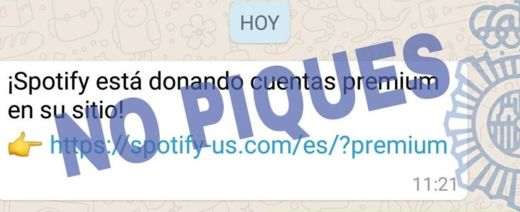 HOY
¡Spotify está donando cuentas premium
en su sitio!
👉 https://spotify-us.com/es/?premium
11:21
NO PIQUES